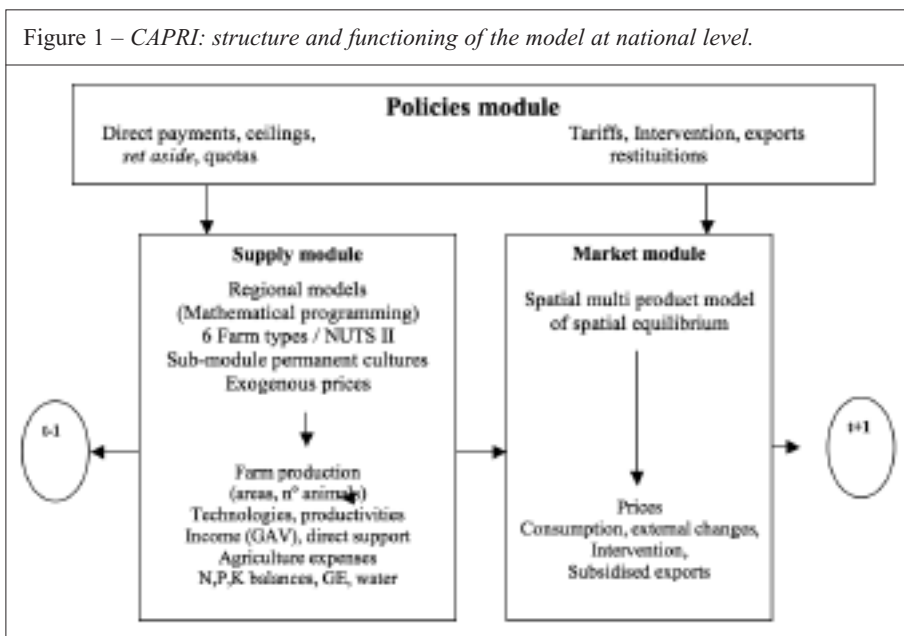 Figure 1 – CAPRI: structure and functioning of the model at national level.
Policies module
Direct payments, ceilings,
set aside, quotas
Tariffs, Intervention, exports
restituitions
Supply module
Regional models
(Mathematical programming)
6 Farm types / NUTS II
Sub-module permanent cultures
Exogenous prices
Farm production
(areas, nº animals)
Technologies, productivities
Income (GAV), direct support
Agriculture expenses
N,P,K balances, GE, water
Market module
Spatial multi product model
of spatial equilibrium
Prices
Consumption, external changes,
Intervention,
Subsidised exports
t-1
t+1